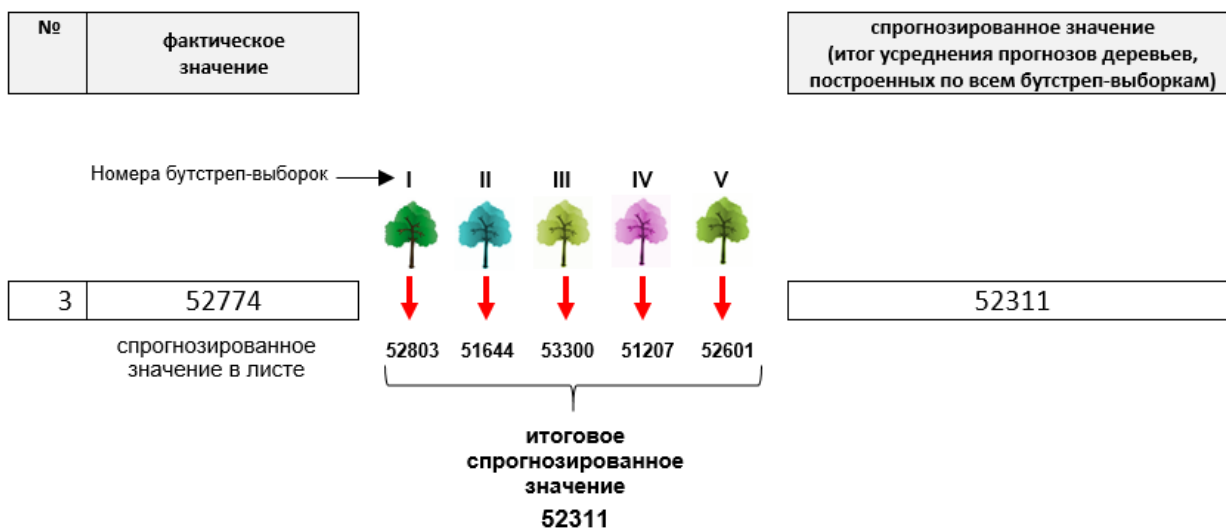 №
фактическое
значение
спрогнозированное значение
(итог усреднения прогнозов деревьев,
построенных по всем бутстреп-выборкам)
Номера бутстреп-выборок
I II III IV V
3 52774
52311
спрогнозированное
значение в листе
52803 51644 53300 51207 52601
итоговое
спрогнозированное
значение
52311